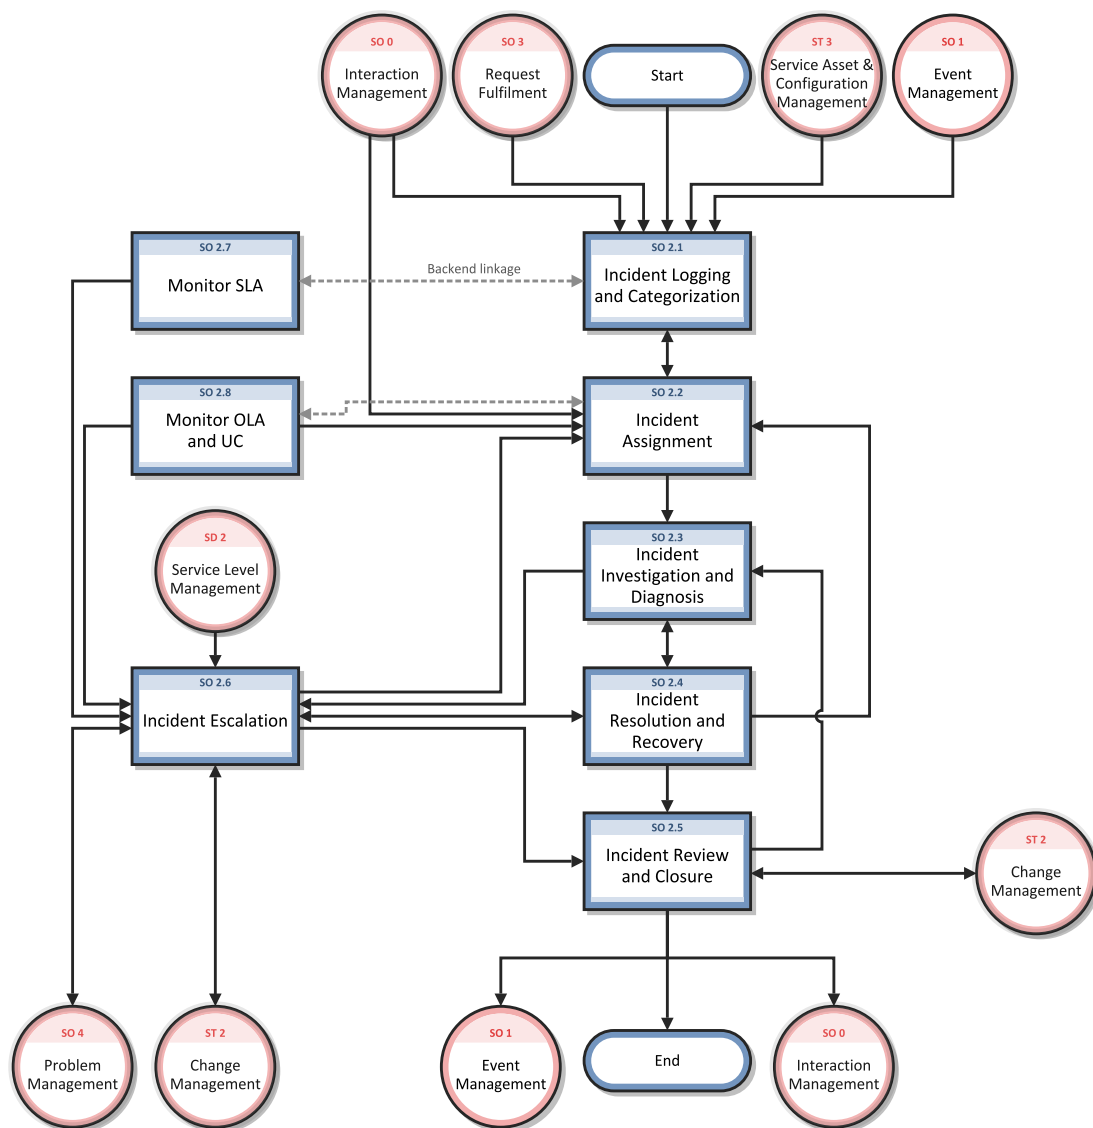 SO 0
Interaction
Management
SO 3
Request
Fulfilment
Start
ST 3
Service Asset &
Configuration
Management
SO 1
Event
Management
SO 2.7
Monitor SLA
Backend linkage
SO 2.1
Incident Logging
and Categorization
SO 2.8
Monitor OLA
and UC
SO 2.2
Incident
Assignment
SD 2
Service Level
Management
SO 2.3
Incident
Investigation and
Diagnosis
SO 2.6
Incident Escalation
SO 2.4
Incident
Resolution and
Recovery
SO 2.5
Incident Review
and Closure
ST 2
Change
Management
SO 4
Problem
Management
ST 2
Change
Management
SO 1
Event
Management
End
SO 0
Interaction
Management